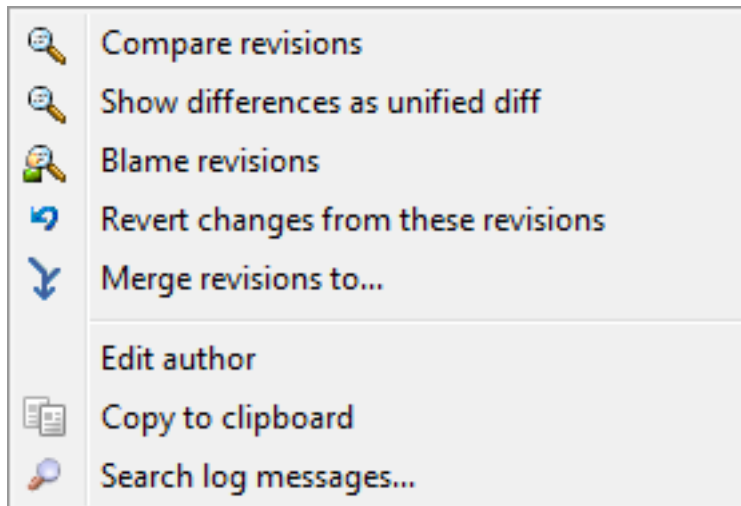 Compare revisions
Show differences as unified diff
Blame revisions
Revert changes from these revisions
Merge revisions to...
Edit author
Copy to clipboard
Search log messages...